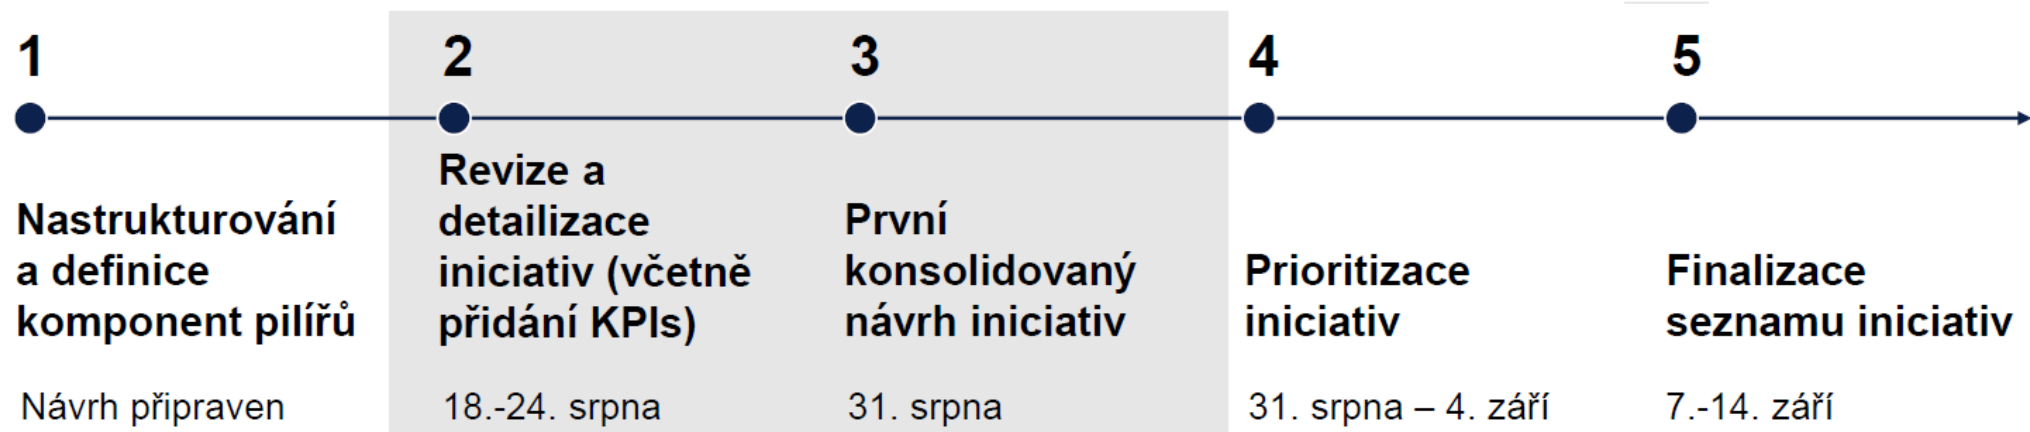 1
Nastrukturování
a definice
komponent pilířů
Návrh připraven
2
Revize a
detailizace
iniciativ (včetně
přidání KPIs)
18.-24. srpna
3
První
konsolidovaný
návrh iniciativ
31. srpna
4
Prioritizace
iniciativ
31. srpna – 4. září
5
Finalizace
seznamu iniciativ
7.-14. září